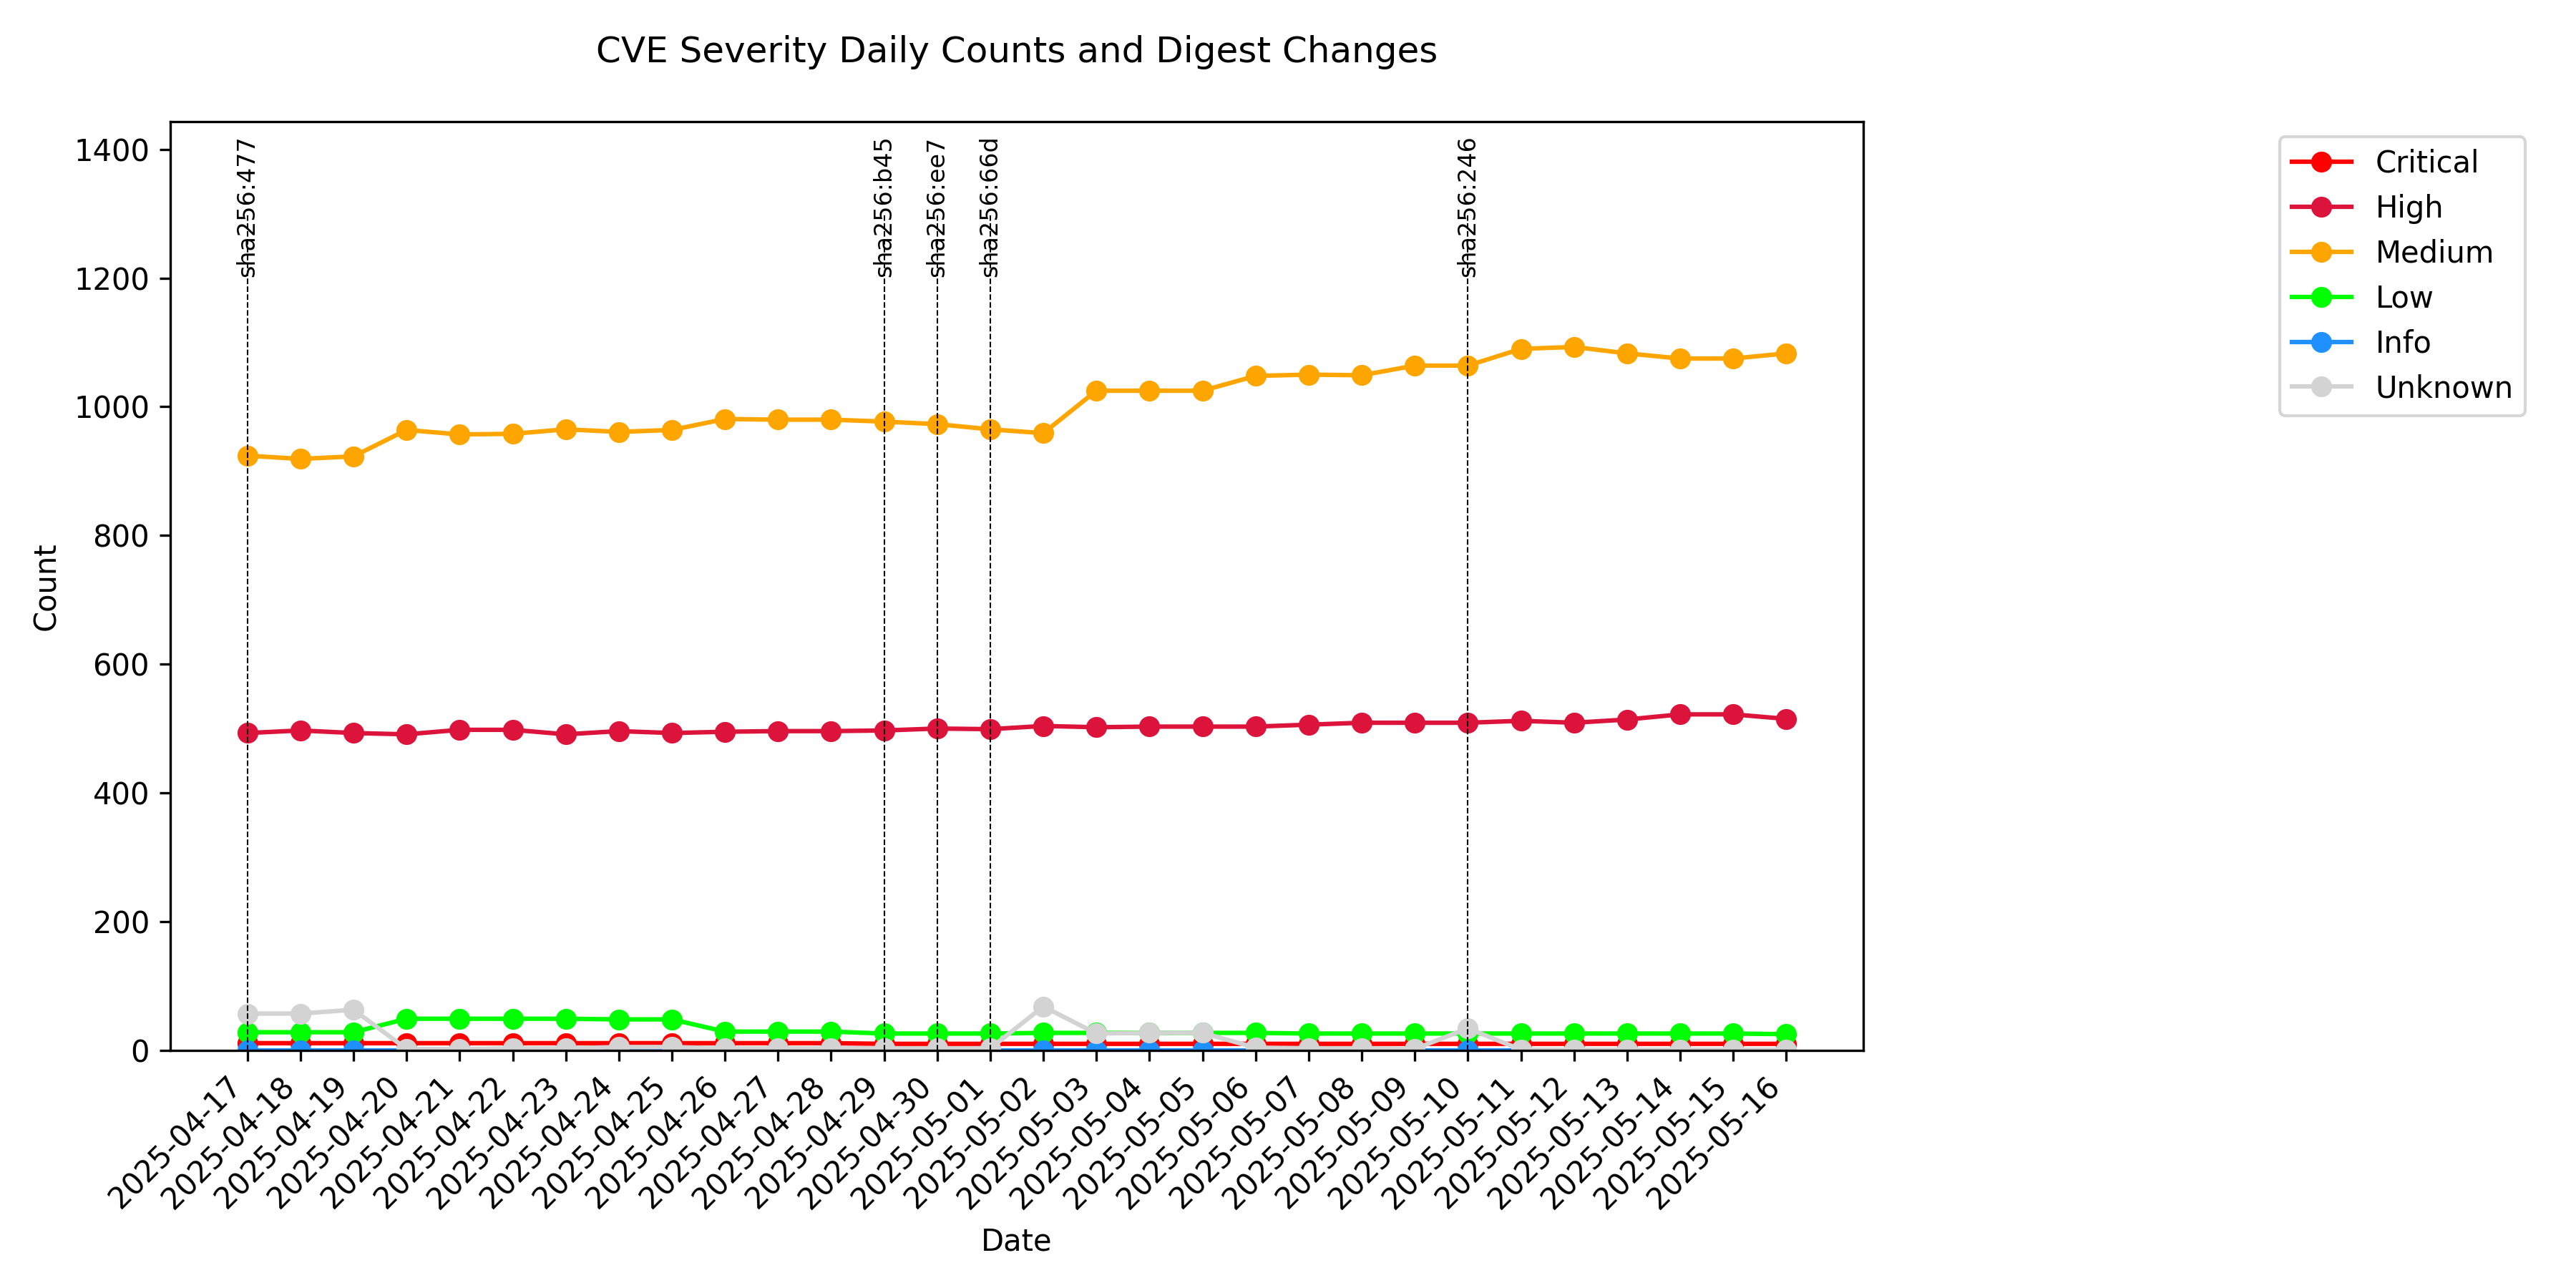 CVE Severity Daily Counts and Digest Changes
1400
1200
1000
800
600
400
200
0
Count
sha256:477
sha256:b45
sha256:ee7
sha256:66d
sha256:246
Critical
High
Medium
Low
Info
Unknown
2025-04-17
2025-04-18
2025-04-19
2025-04-20
2025-04-21
2025-04-22
2025-04-23
2025-04-24
2025-04-25
2025-04-26
2025-04-27
2025-04-28
2025-04-29
2025-04-30
2025-05-01
2025-05-02
2025-05-03
2025-05-04
2025-05-05
2025-05-06
2025-05-07
2025-05-08
2025-05-09
2025-05-10
2025-05-11
2025-05-12
2025-05-13
2025-05-14
2025-05-15
2025-05-16
Date